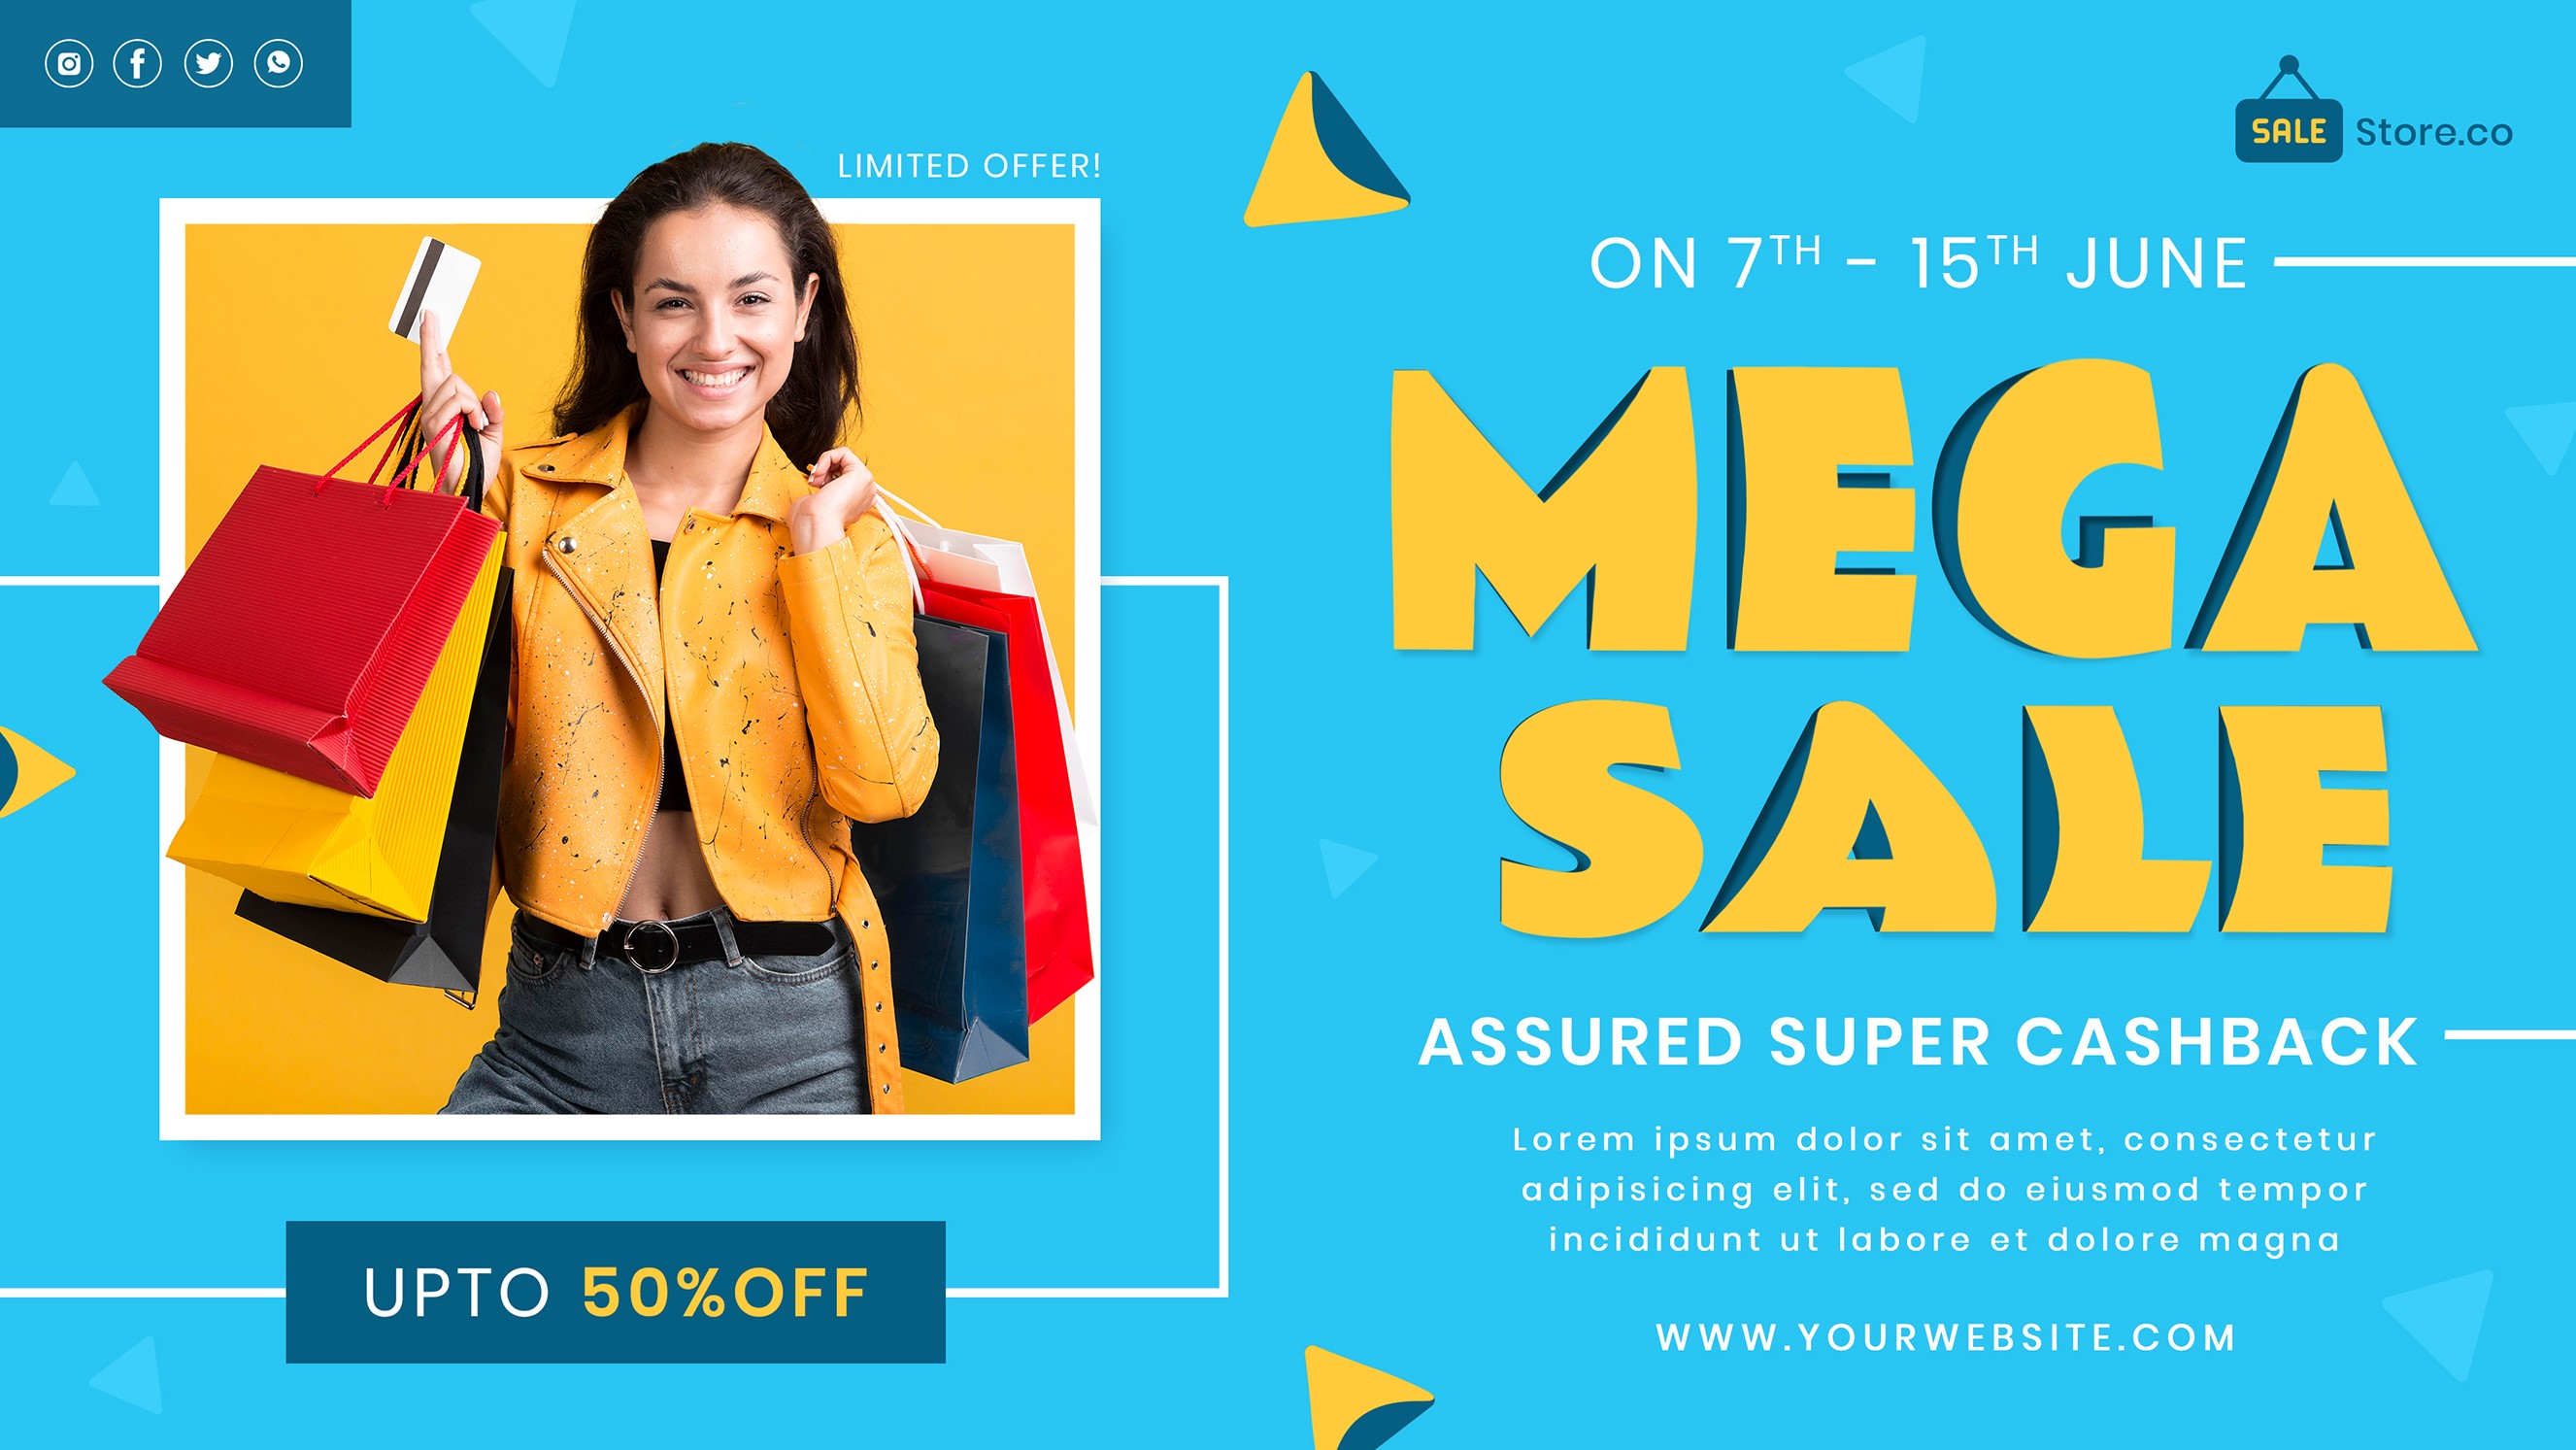 LIMITED OFFER!
UPTO 50%OFF
SALE Store.co
ON 7TH - 15TH JUNE
MEGA
SALE
ASSURED SUPER CASHBACK
Lorem ipsum dolor sit amet, consectetur
adipisicing elit, sed do eiusmod tempor
incididunt ut labore et dolore magna
WWW.YOURWEBSITE.COM